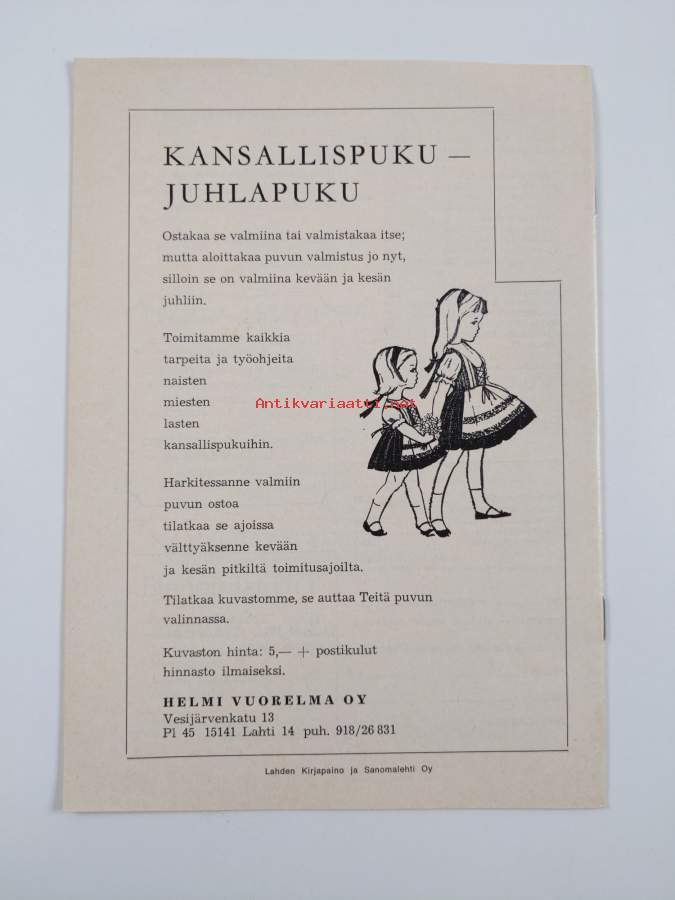 KANSALLISPUKU —
JUHLAPUKU
Ostakaa se valmiina tai valmistakaa itse;
mutta aloittakaa puvun valmistus jo nyt,
silloin se on valmiina kevään ja kesän
juhliin.
Toimitamme kaikkia
tarpeita ja työohjeita
naisten
miesten
lasten
kansallispukuihin.
Antikvariaatti.net
Harkitessanne valmiin
puvun ostoa
tilatkaa se ajoissa
välttyäksenne kevään
ja kesän pitkiltä toimitusajoilta.
Tilatkaa kuvastomme, se auttaa Teitä puvun
valinnassa.
Kuvaston hinta: 5,— + postikulut
hinnasto ilmaiseksi.
HELMI VUORELMA OY
Vesijärvenkatu 13
Pl 45 15141 Lahti 14 puh. 918/26 831
Lahden Kirjapaino ja Sanomalehti Oy